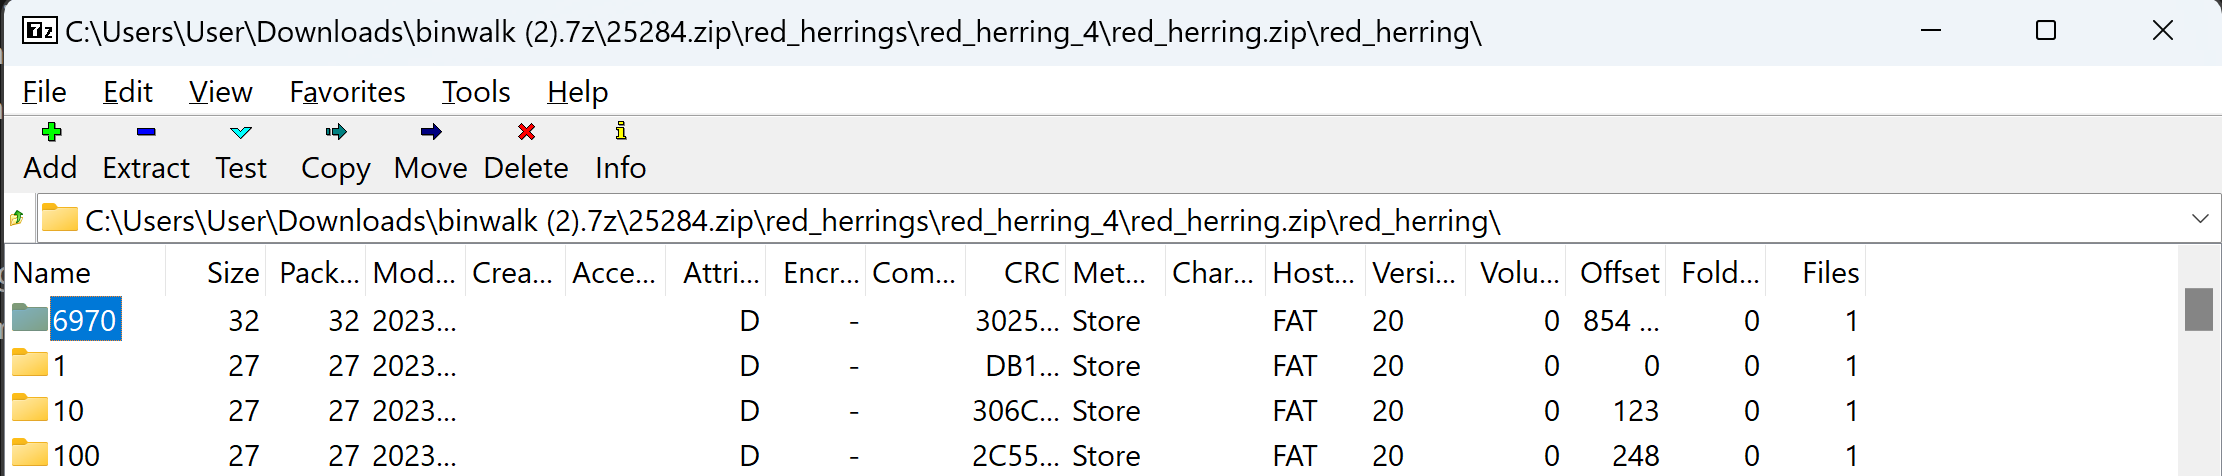 C:\Users\User\Downloads\binwalk (2).7z\25284.zip\red_herrings\red_herring_4\red_herring.zip\red_herring\
File Edit View Favorites Tools Help
Add Extract Test Copy Move Delete Info
C:\Users\User\Downloads\binwalk (2).7z\25284.zip\red_herrings\red_herring_4\red_herring.zip\red_herring\
Name Size Pack... Mod... Crea... Acce... Attri... Encr... Com... CRC Met... Char... Host... Versi... Volu... Offset Fold... Files
6970 32 32 2023... D - 3025... Store FAT 20 0 854 ... 0 1
1 27 27 2023... D - DB1... Store FAT 20 0 0 0 1
10 27 27 2023... D - 306C... Store FAT 20 0 123 0 1
100 27 27 2023... D - 2C55... Store FAT 20 0 248 0 1